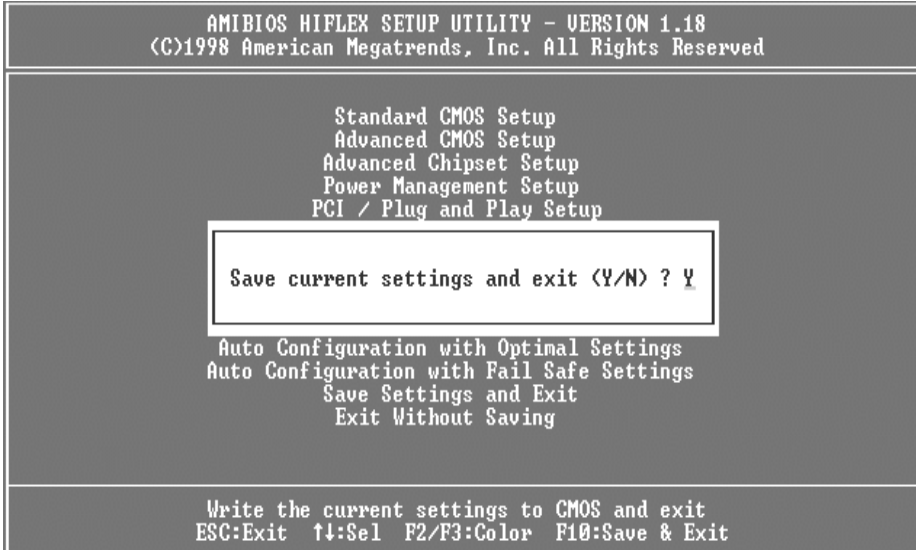 AMIBIOS HIFLEX SETUP UTILITY - VERSION 1.18
(C)1998 American Megatrends, Inc. All Rights Reserved
Standard CMOS Setup
Advanced CMOS Setup
Advanced Chipset Setup
Power Management Setup
PCI / Plug and Play Setup
Save current settings and exit (Y/N) ? Y
Auto Configuration with Optimal Settings
Auto Configuration with Fail Safe Settings
Save Settings and Exit
Exit Without Saving
Write the current settings to CMOS and exit
ESC:Exit ↑↓:Sel F2/F3:Color F10:Save & Exit